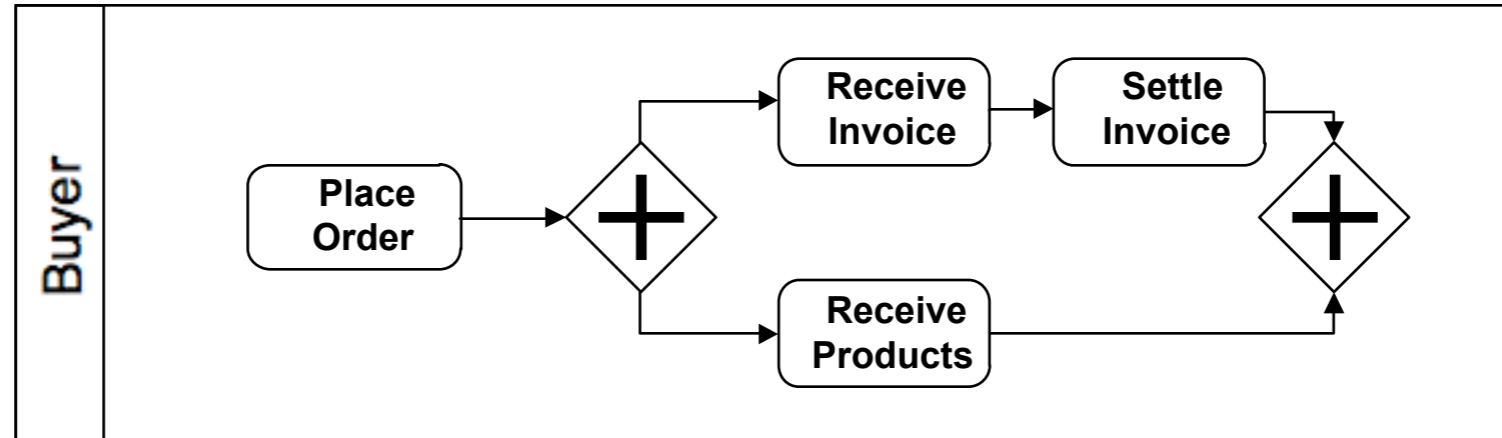 Buyer
Place
Order
Receive
Invoice
Settle
Invoice
Receive
Products